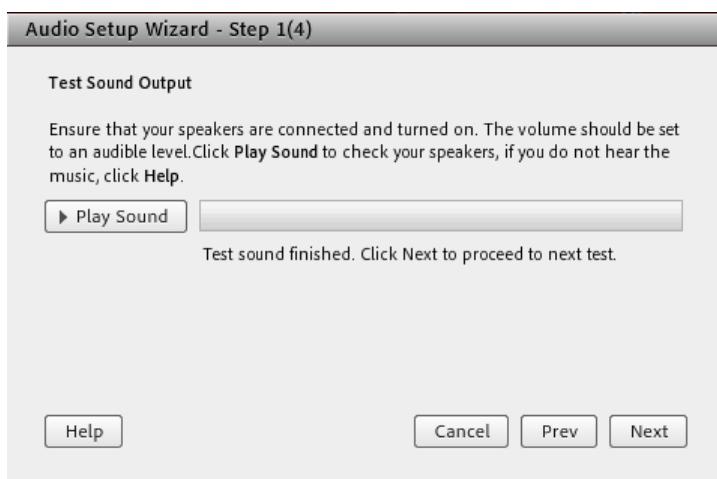 Audio Setup Wizard - Step 1(4)
Test Sound Output
Ensure that your speakers are connected and turned on. The volume should be set
to an audible level.Click Play Sound to check your speakers, if you do not hear the
music, click Help.
Play Sound
Test sound finished. Click Next to proceed to next test.
Help Cancel Prev Next